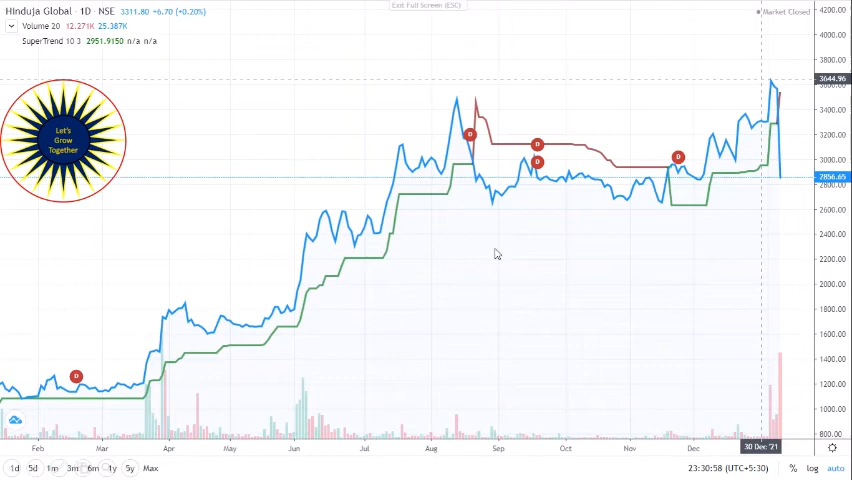 Exit Full Screen (ESC)
Hinduja Global · 1D · NSE 3311.80 +6.70 (+0.20%)
Market Closed
Volume 20 12.271K 25.387K
SuperTrend 10 3 2951.9150 n/a n/a
Let's
Grow
Together
D
D
D
D
D
4200.00
4000.00
3800.00
3644.96
3400.00
3200.00
3000.00
2856.65
2800.00
2600.00
2400.00
2200.00
2000.00
1800.00
1600.00
1400.00
1200.00
1000.00
800.00
Feb Mar Apr May Jun Jul Aug Sep Oct Nov Dec 30 Dec '21
1d 5d 1m 3m 6m 1y 5y Max 23:30:58 (UTC+5:30) % log auto